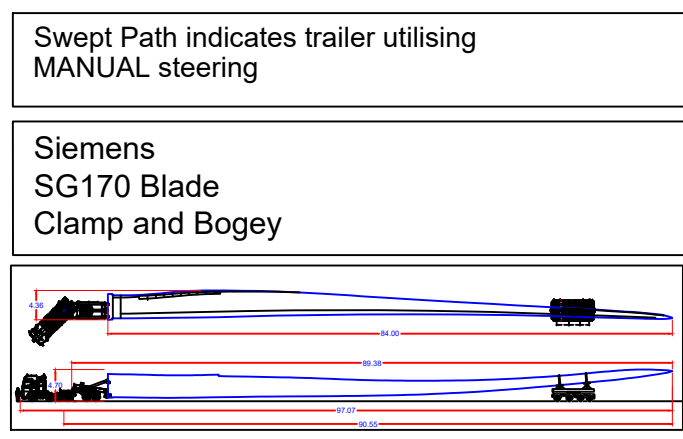 Swept Path indicates trailer utilising
MANUAL steering
Siemens
SG170 Blade
Clamp and Bogey
4.36
84.00
89.38
4.70
97.07
90.55